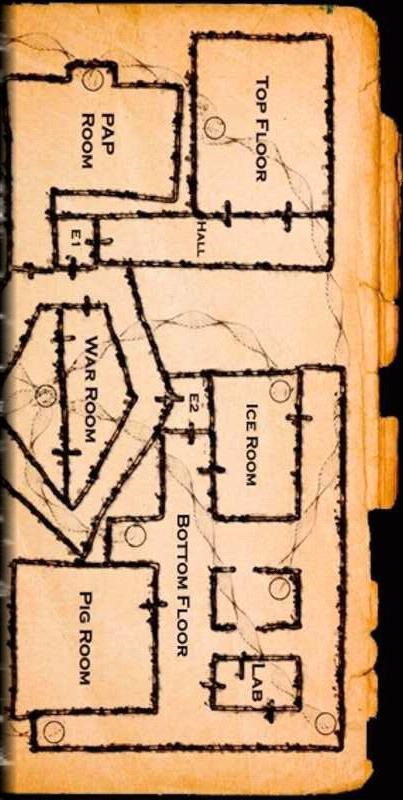 Top Floor
PAP
Room
Hall
E1
War Room
E2
Ice Room
Bottom Floor
Pig Room
Lab